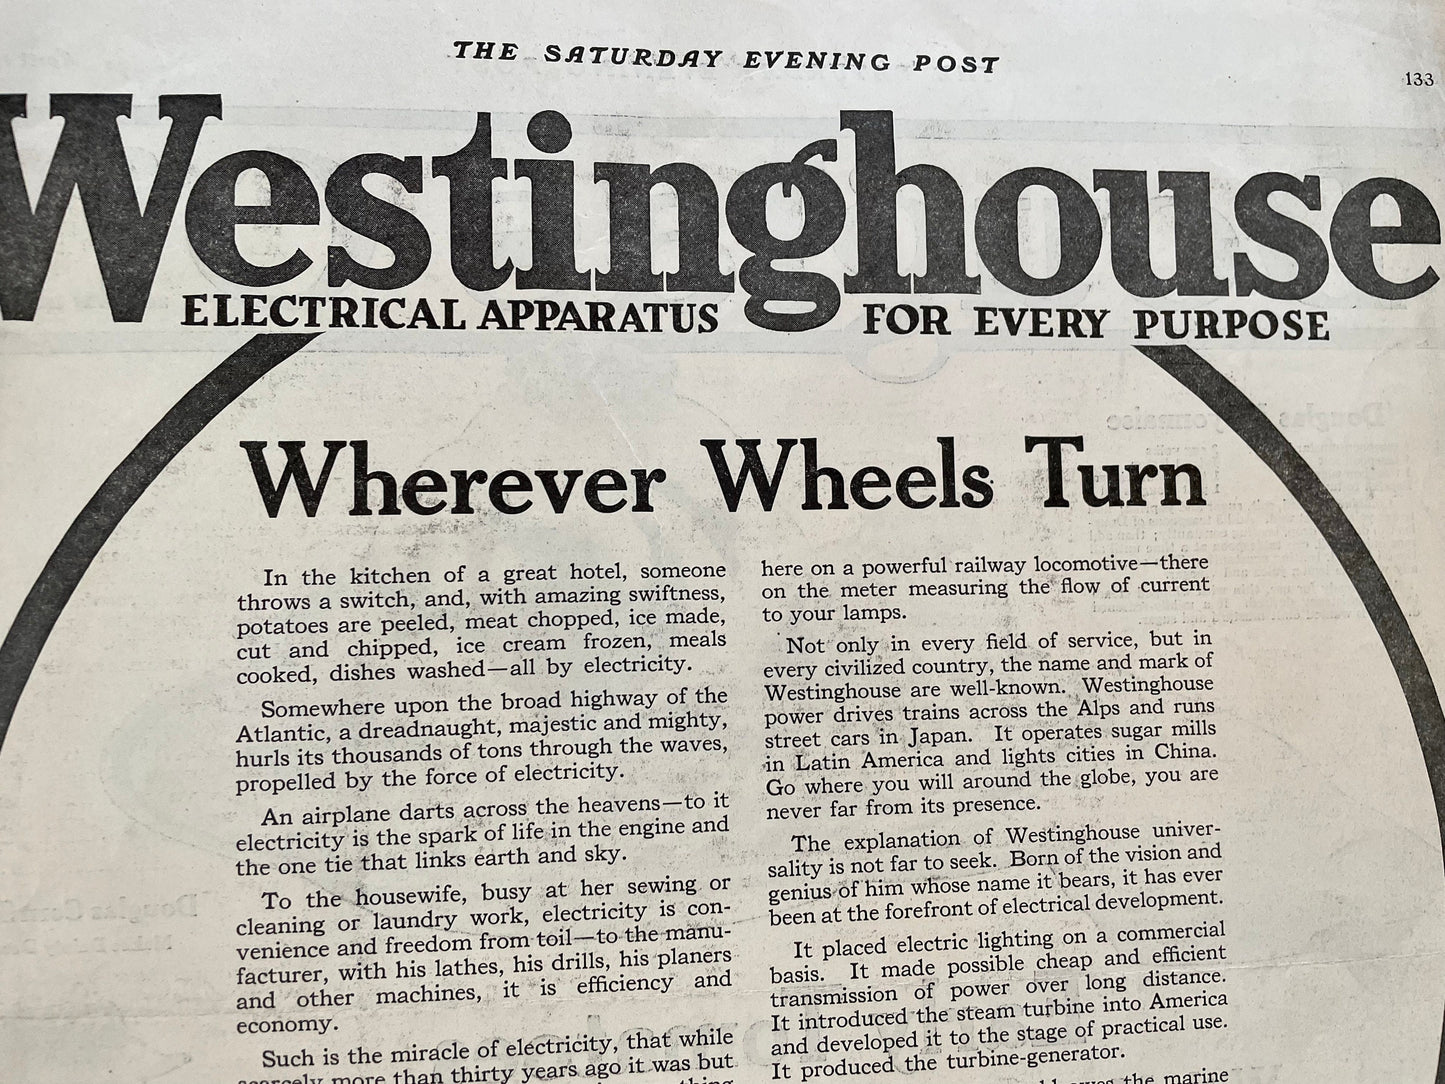 THE SATURDAY EVENING POST
133
Westinghouse
ELECTRICAL APPARATUS FOR EVERY PURPOSE
Wherever Wheels Turn
In the kitchen of a great hotel, someone
throws a switch, and, with amazing swiftness,
potatoes are peeled, meat chopped, ice made,
cut and chipped, ice cream frozen, meals
cooked, dishes washed—all by electricity.
Somewhere upon the broad highway of the
Atlantic, a dreadnaught, majestic and mighty,
hurls its thousands of tons through the waves,
propelled by the force of electricity.
An airplane darts across the heavens—to it
electricity is the spark of life in the engine and
the one tie that links earth and sky.
To the housewife, busy at her sewing or
cleaning or laundry work, electricity is con-
venience and freedom from toil—to the manu-
facturer, with his lathes, his drills, his planers
and other machines, it is efficiency and
economy.
Such is the miracle of electricity, that while
scarcely more than thirty years ago it was but
here on a powerful railway locomotive—there
on the meter measuring the flow of current
to your lamps.
Not only in every field of service, but in
every civilized country, the name and mark of
Westinghouse are well-known. Westinghouse
power drives trains across the Alps and runs
street cars in Japan. It operates sugar mills
in Latin America and lights cities in China.
Go where you will around the globe, you are
never far from its presence.
The explanation of Westinghouse univer-
sality is not far to seek. Born of the vision and
genius of him whose name it bears, it has ever
been at the forefront of electrical development.
It placed electric lighting on a commercial
basis. It made possible cheap and efficient
transmission of power over long distance.
It introduced the steam turbine into America
and developed it to the stage of practical use.
It produced the turbine-generator.
the marine